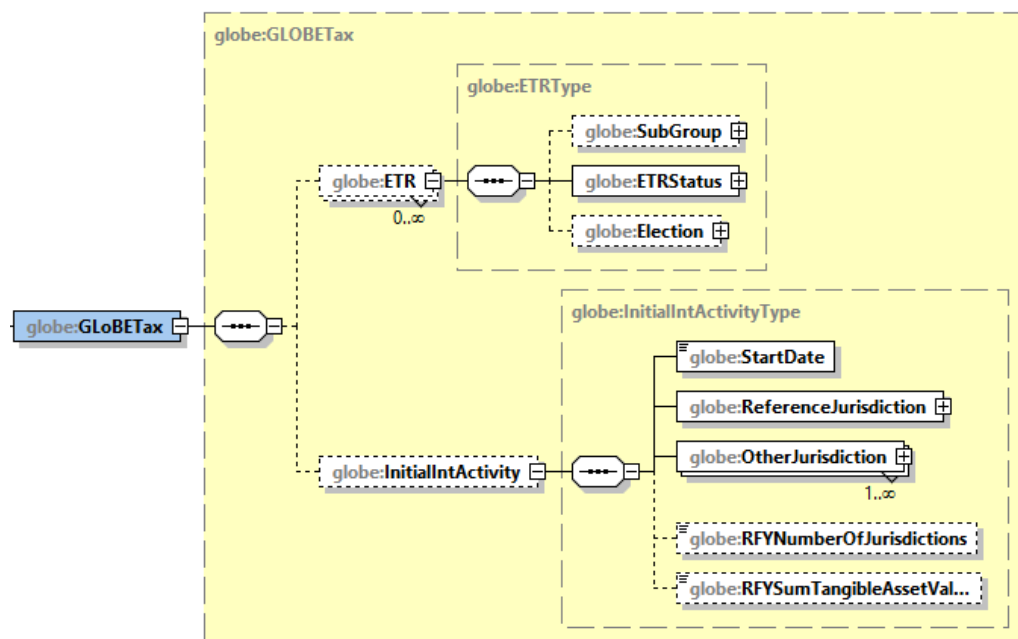 globe:GLOBETax
globe:ETRType
globe:SubGroup
globe:ETR
globe:ETRStatus
0..∞
globe:Election
globe:GLoBETax
globe:InitialIntActivityType
globe:StartDate
globe:ReferenceJurisdiction
globe:OtherJurisdiction
globe:InitialIntActivity
1..∞
globe:RFYNumberOfJurisdictions
globe:RFYSumTangibleAssetVal...